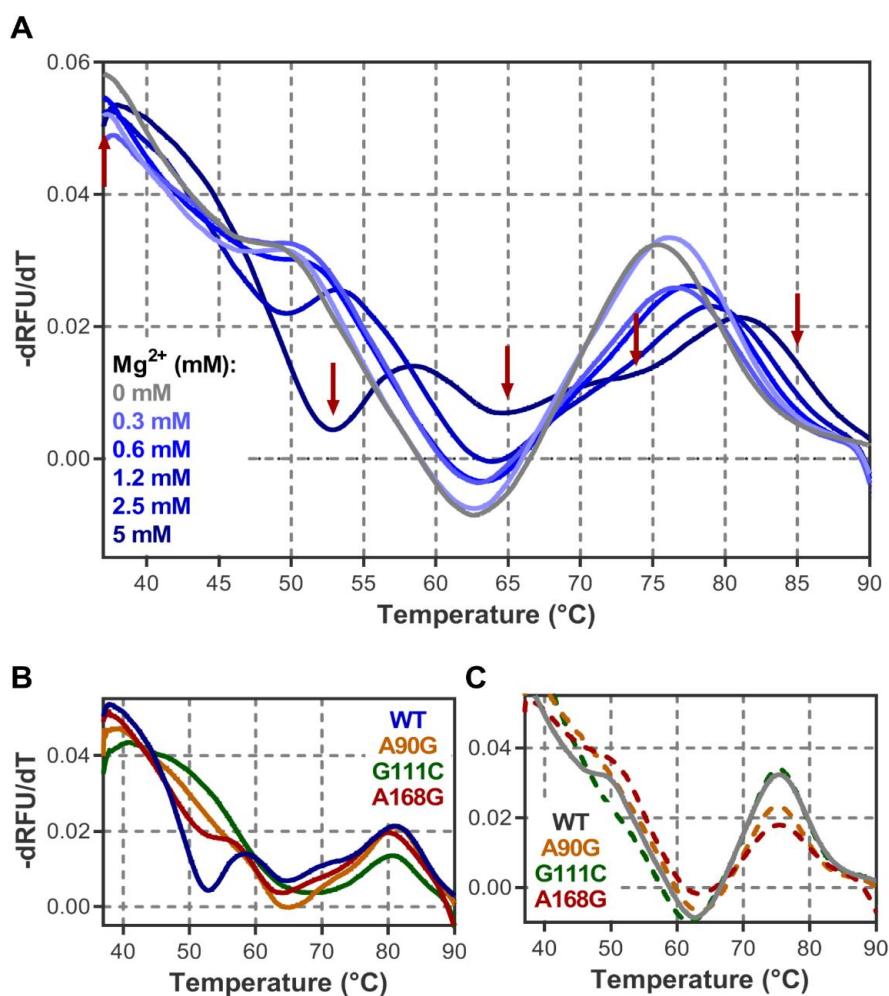 A
0.06
0.04
0.02
0.00
-dRFU/dT
Mg2+ (mM):
0 mM
0.3 mM
0.6 mM
1.2 mM
2.5 mM
5 mM
40 45 50 55 60 65 70 75 80 85 90
Temperature (°C)
B
0.04
0.02
0.00
-dRFU/dT
WT
A90G
G111C
A168G
40 50 60 70 80 90
Temperature (°C)
C
0.04
0.02
0.00
WT
A90G
G111C
A168G
40 50 60 70 80 90
Temperature (°C)